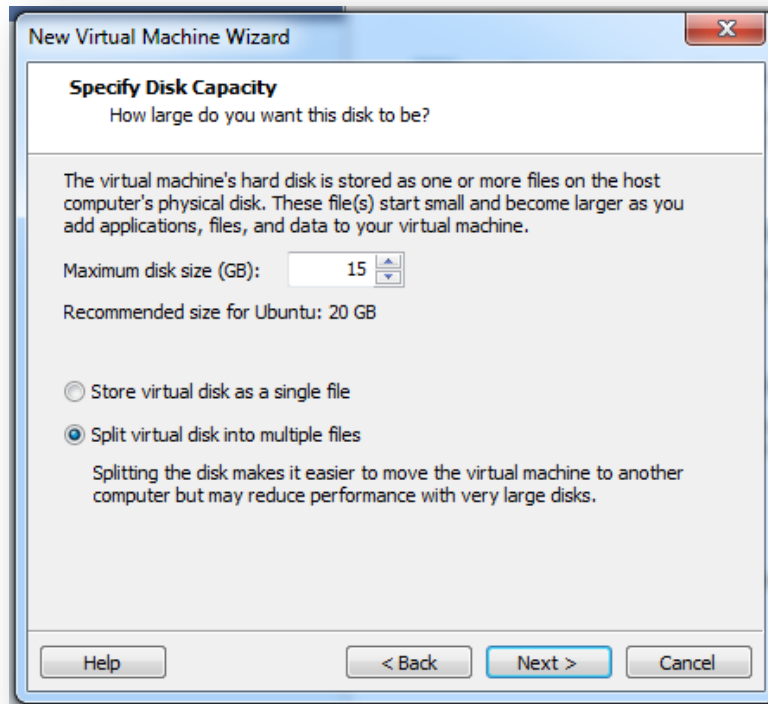 New Virtual Machine Wizard
X
Specify Disk Capacity
How large do you want this disk to be?
The virtual machine's hard disk is stored as one or more files on the host
computer's physical disk. These file(s) start small and become larger as you
add applications, files, and data to your virtual machine.
Maximum disk size (GB): 15
Recommended size for Ubuntu: 20 GB
Store virtual disk as a single file
Split virtual disk into multiple files
Splitting the disk makes it easier to move the virtual machine to another
computer but may reduce performance with very large disks.
Help < Back Next > Cancel